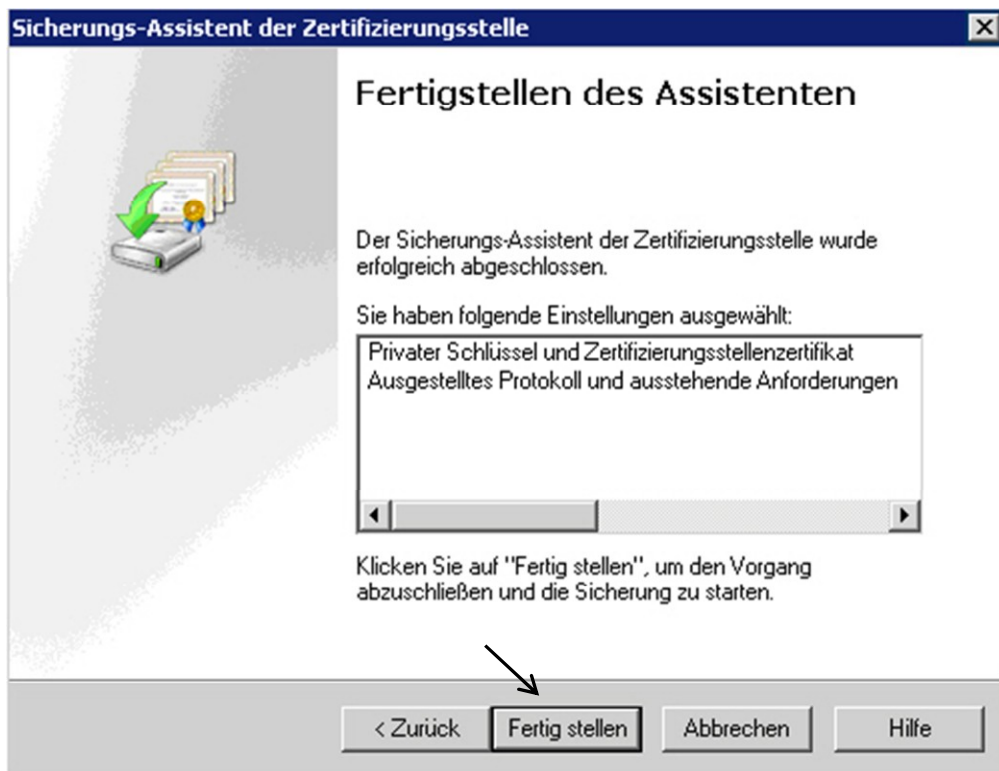 Sicherungs-Assistent der Zertifizierungsstelle
Fertigstellen des Assistenten
Der Sicherungs-Assistent der Zertifizierungsstelle wurde
erfolgreich abgeschlossen.
Sie haben folgende Einstellungen ausgewählt:
Privater Schlüssel und Zertifizierungsstellenzertifikat
Ausgestelltes Protokoll und ausstehende Anforderungen
Klicken Sie auf "Fertig stellen", um den Vorgang
abzuschließen und die Sicherung zu starten.
< Zurück Fertig stellen Abbrechen Hilfe